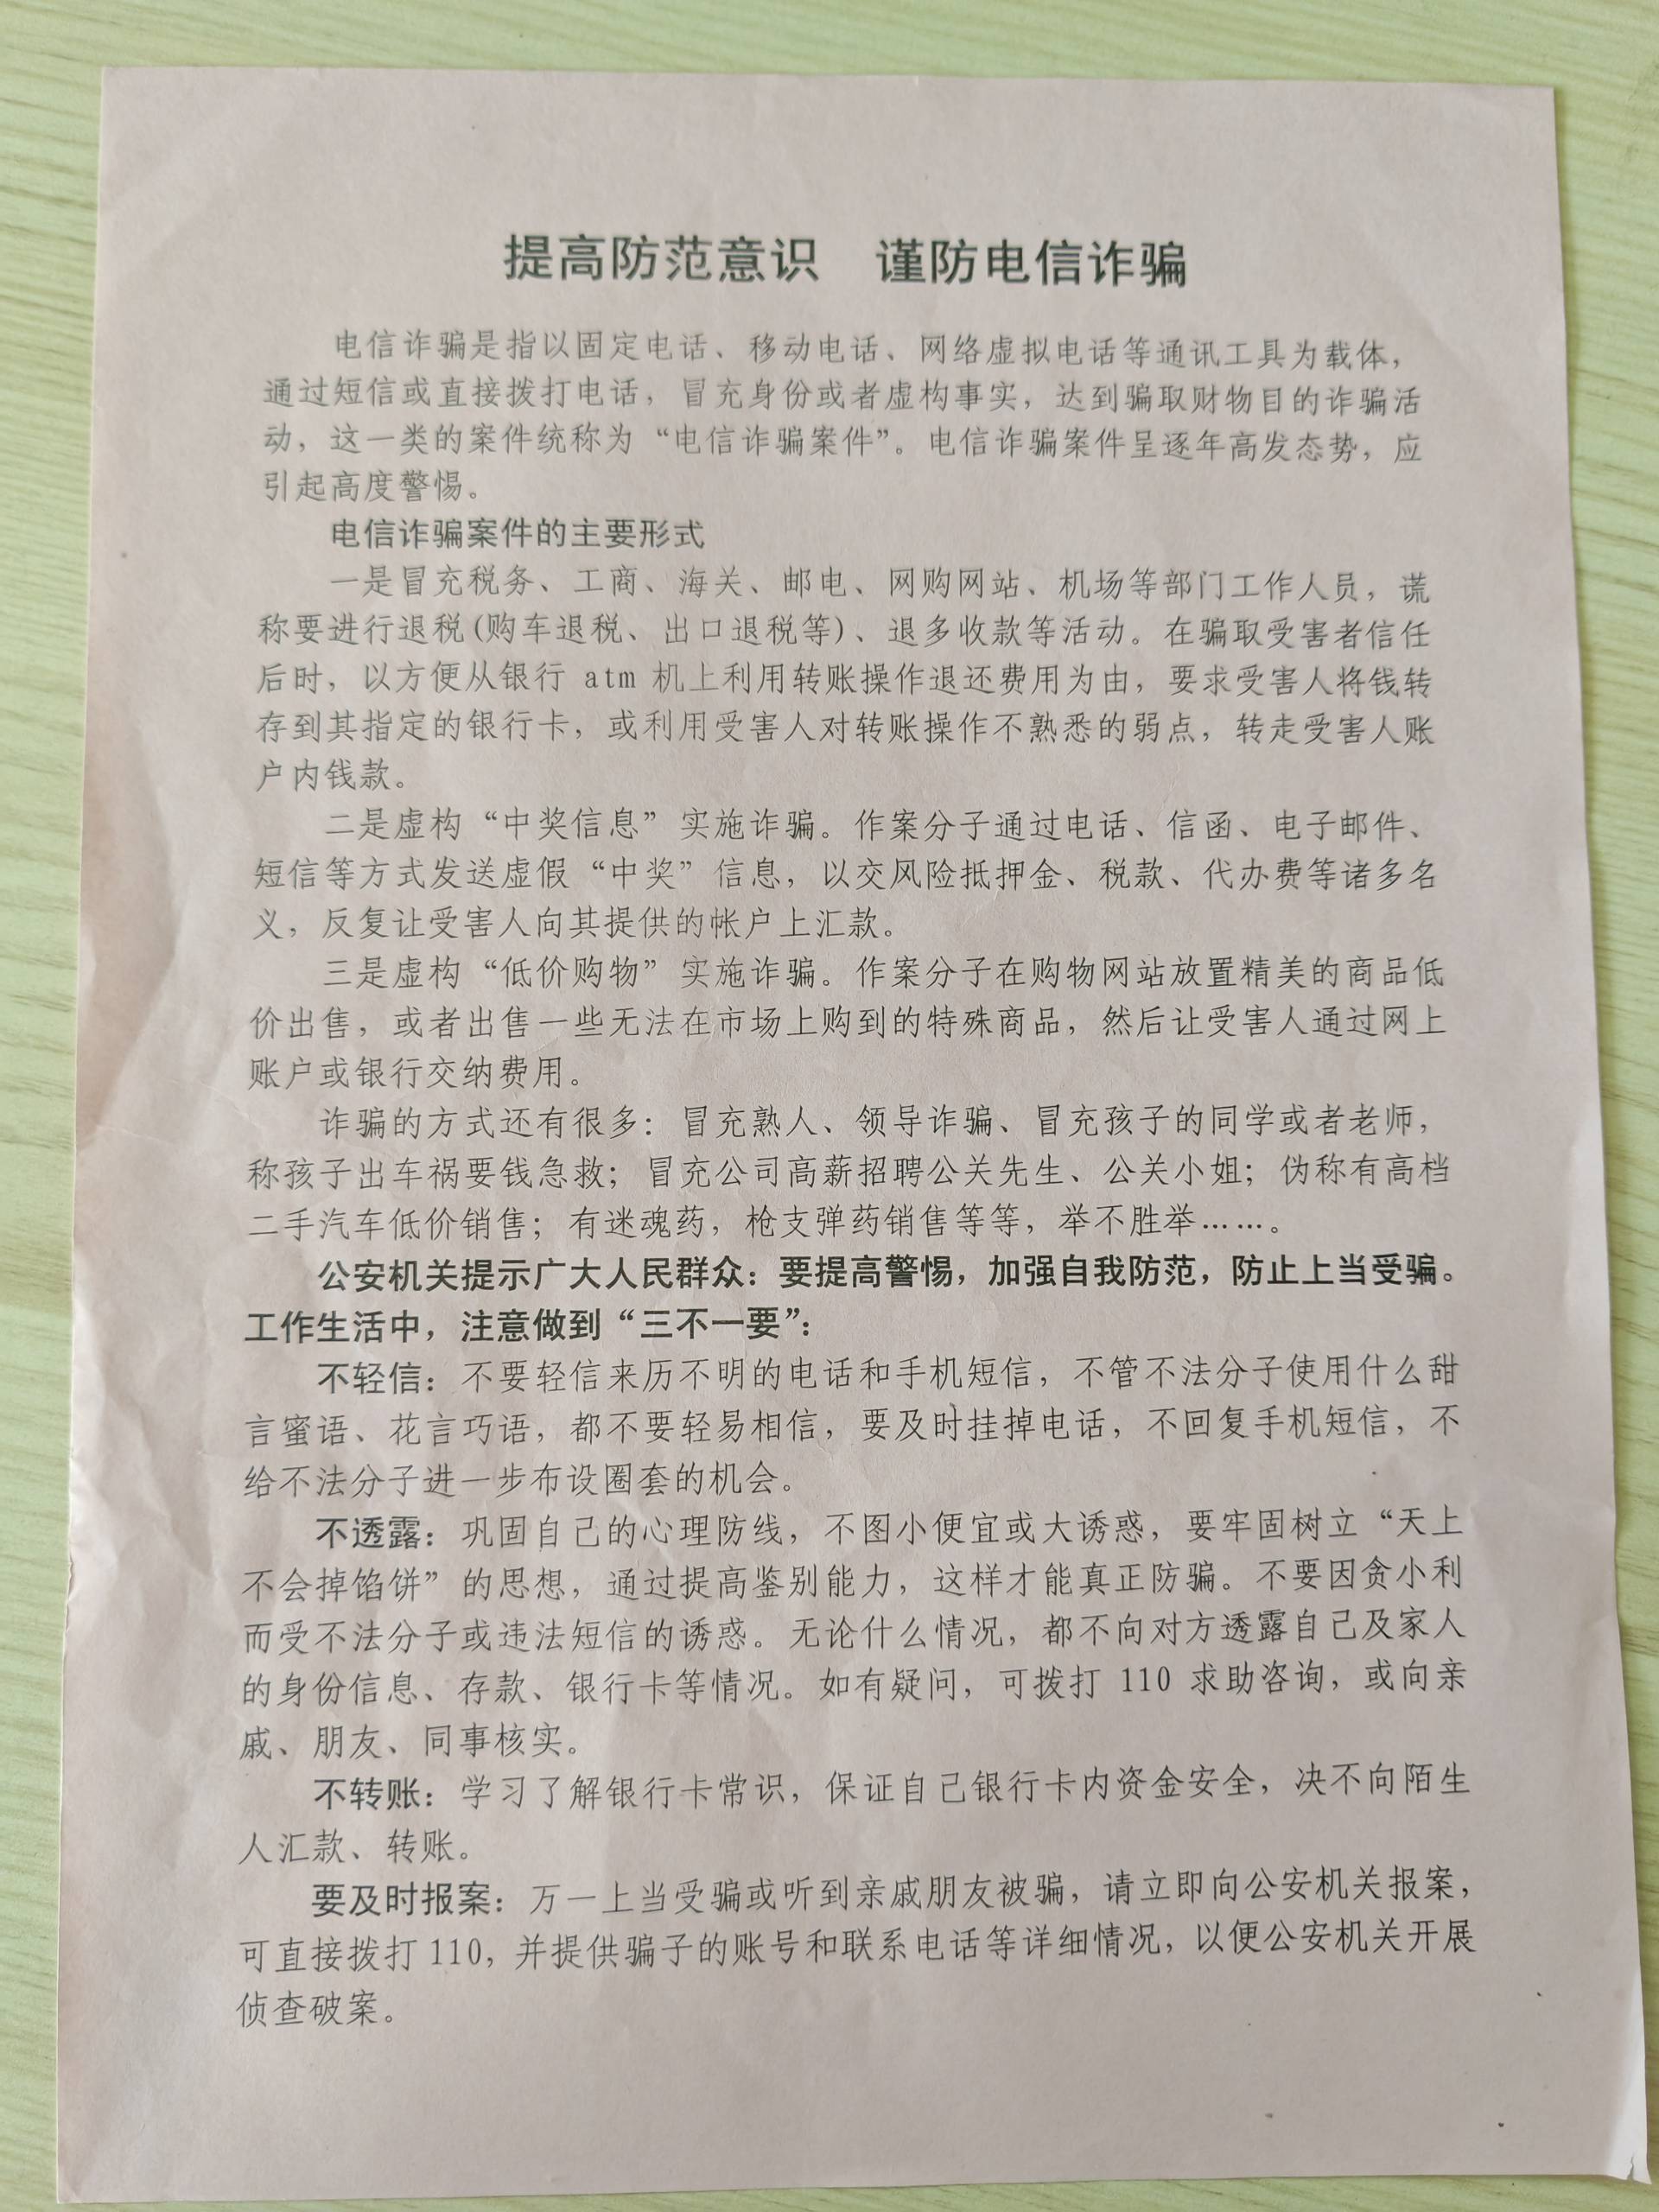 提高防范意识　谨防电信诈骗
电信诈骗是指以固定电话、移动电话、网络虚拟电话等通讯工具为载体，
通过短信或直接拨打电话，冒充身份或者虚构事实，达到骗取财物目的诈骗活
动，这一类的案件统称为“电信诈骗案件”。电信诈骗案件呈逐年高发态势，应
引起高度警惕。
电信诈骗案件的主要形式
一是冒充税务、工商、海关、邮电、网购网站、机场等部门工作人员，谎
称要进行退税(购车退税、出口退税等)、退多收款等活动。在骗取受害者信任
后时，以方便从银行 atm 机上利用转账操作退还费用为由，要求受害人将钱转
存到其指定的银行卡，或利用受害人对转账操作不熟悉的弱点，转走受害人账
户内钱款。
二是虚构“中奖信息”实施诈骗。作案分子通过电话、信函、电子邮件、
短信等方式发送虚假“中奖”信息，以交风险抵押金、税款、代办费等诸多名
义，反复让受害人向其提供的帐户上汇款。
三是虚构“低价购物”实施诈骗。作案分子在购物网站放置精美的商品低
价出售，或者出售一些无法在市场上购到的特殊商品，然后让受害人通过网上
账户或银行交纳费用。
诈骗的方式还有很多：冒充熟人、领导诈骗、冒充孩子的同学或者老师，
称孩子出车祸要钱急救；冒充公司高薪招聘公关先生、公关小姐；伪称有高档
二手汽车低价销售；有迷魂药，枪支弹药销售等等，举不胜举……。
公安机关提示广大人民群众：要提高警惕，加强自我防范，防止上当受骗。
工作生活中，注意做到“三不一要”：
不轻信：不要轻信来历不明的电话和手机短信，不管不法分子使用什么甜
言蜜语、花言巧语，都不要轻易相信，要及时挂掉电话，不回复手机短信，不
给不法分子进一步布设圈套的机会。
不透露：巩固自己的心理防线，不图小便宜或大诱惑，要牢固树立“天上
不会掉馅饼”的思想，通过提高鉴别能力，这样才能真正防骗。不要因贪小利
而受不法分子或违法短信的诱惑。无论什么情况，都不向对方透露自己及家人
的身份信息、存款、银行卡等情况。如有疑问，可拨打 110 求助咨询，或向亲
戚、朋友、同事核实。
不转账：学习了解银行卡常识，保证自己银行卡内资金安全，决不向陌生
人汇款、转账。
要及时报案：万一上当受骗或听到亲戚朋友被骗，请立即向公安机关报案，
可直接拨打 110，并提供骗子的账号和联系电话等详细情况，以便公安机关开展
侦查破案。